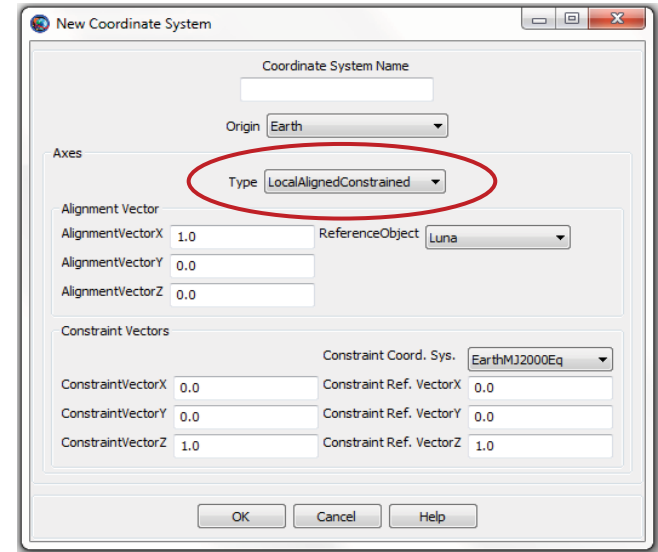 New Coordinate System
Coordinate System Name
Origin Earth
Axes
Type LocalAlignedConstrained
Alignment Vector
AlignmentVectorX 1.0 ReferenceObject Luna
AlignmentVectorY 0.0
AlignmentVectorZ 0.0
Constraint Vectors
Constraint Coord. Sys. EarthMJ2000Eq
ConstraintVectorX 0.0 Constraint Ref. VectorX 0.0
ConstraintVectorY 0.0 Constraint Ref. VectorY 0.0
ConstraintVectorZ 1.0 Constraint Ref. VectorZ 1.0
OK Cancel Help